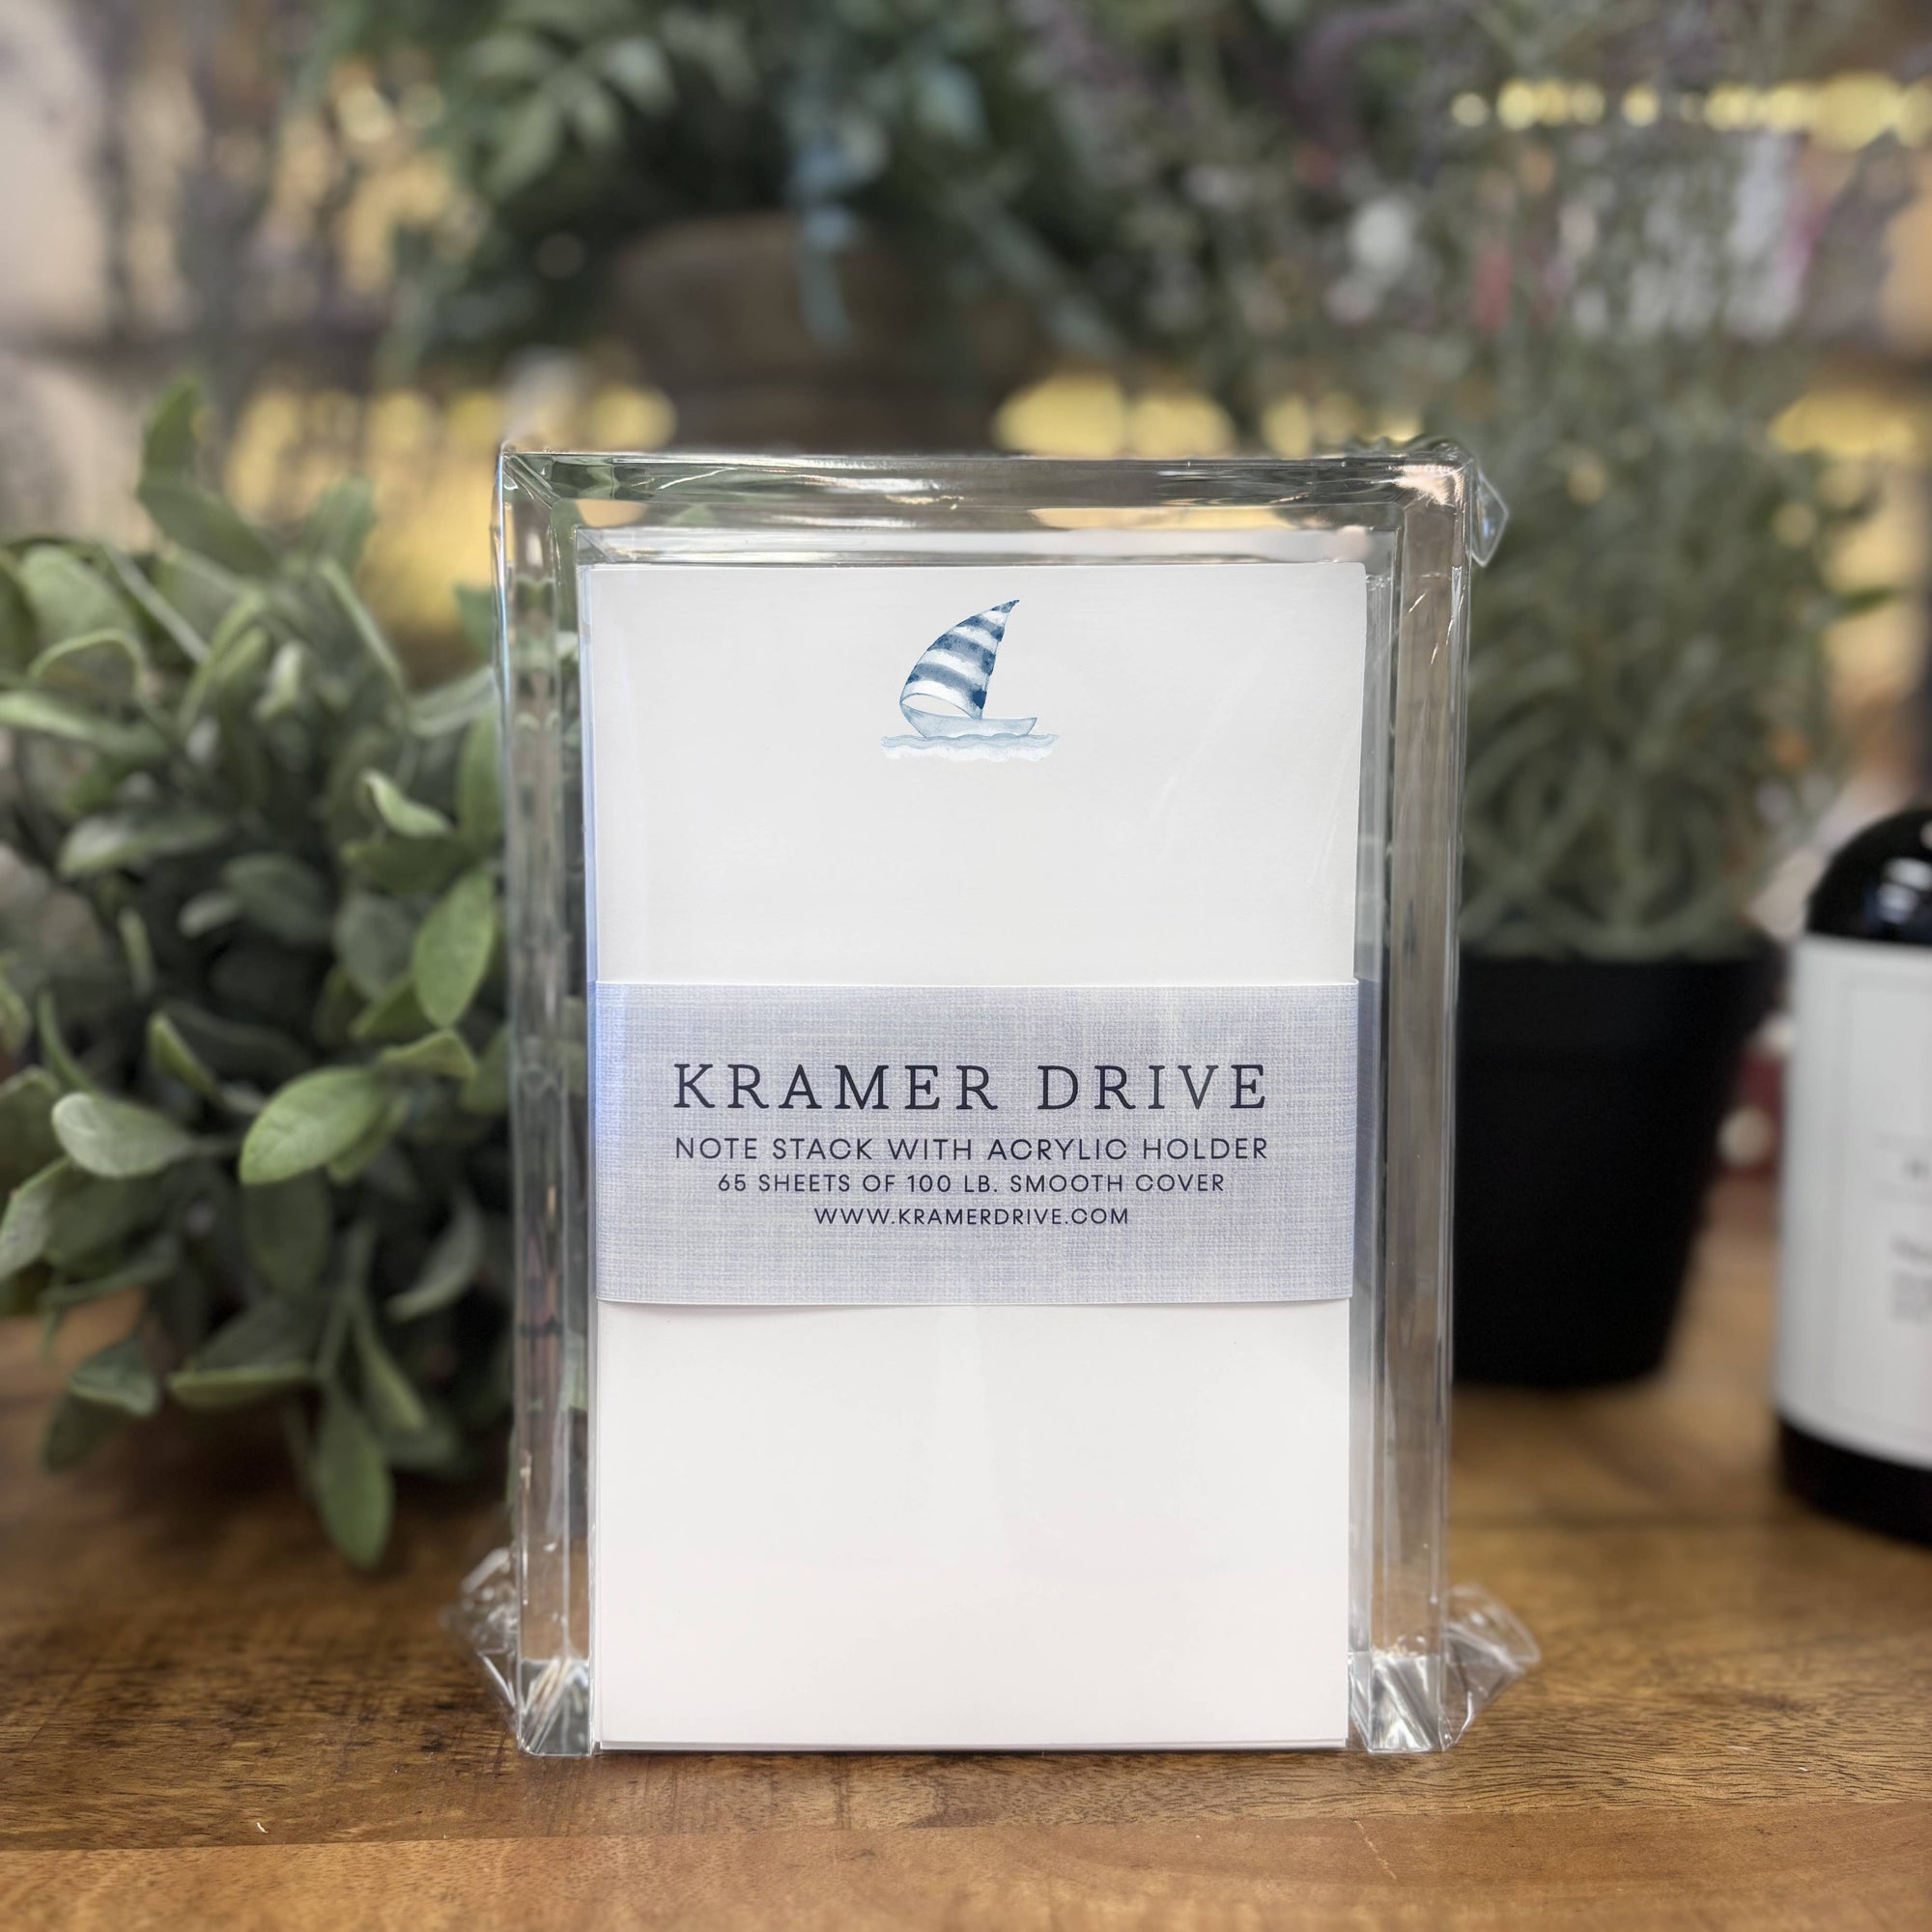 KRAMER DRIVE
NOTE STACK WITH ACRYLIC HOLDER
65 SHEETS OF 100 LB. SMOOTH COVER
WWW.KRAMERDRIVE.COM